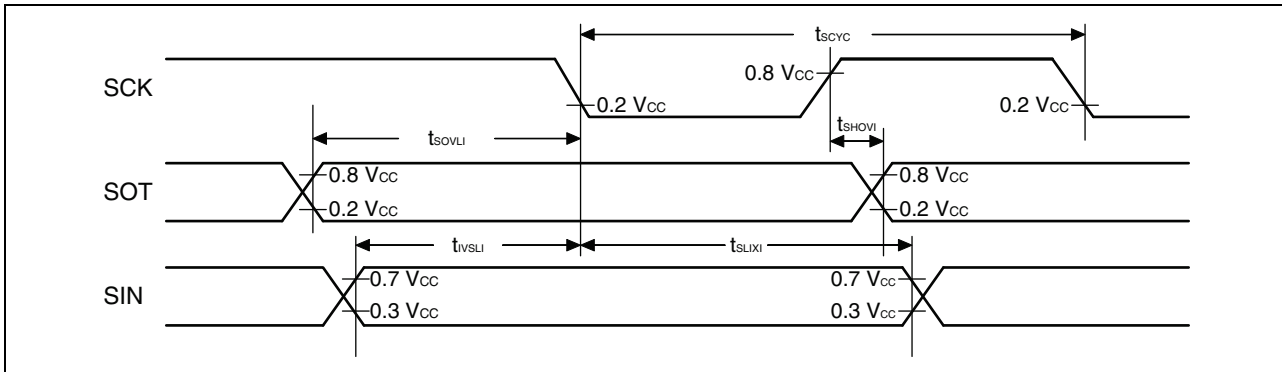 tSCYC
SCK
0.8 VCC
0.2 VCC
0.2 VCC
tSOVLI
tSHOVI
SOT
0.8 VCC
0.2 VCC
0.8 VCC
0.2 VCC
tIVSLI
tSLIXI
SIN
0.7 VCC
0.3 VCC
0.7 VCC
0.3 VCC